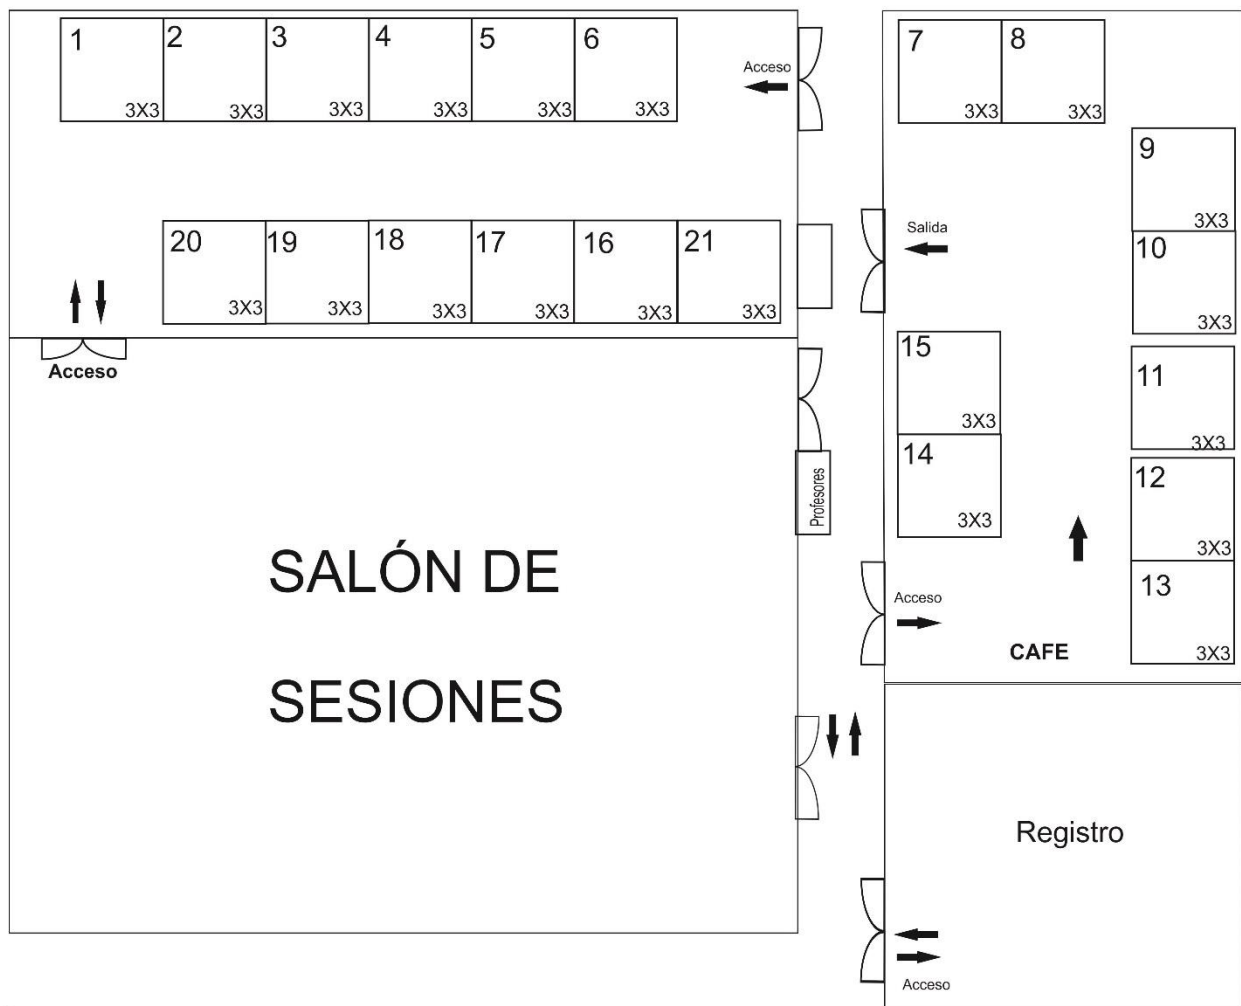 1 2 3 4 5 6
3X3 3X3 3X3 3X3 3X3 3X3
Acceso
7 8
3X3 3X3
9
3X3
20 19 18 17 16 21
3X3 3X3 3X3 3X3 3X3 3X3
Salida
10
3X3
Acceso
15
3X3
11
3X3
14
3X3
Profesores
12
3X3
SALÓN DE
SESIONES
Acceso
13
3X3
CAFE
Registro
Acceso